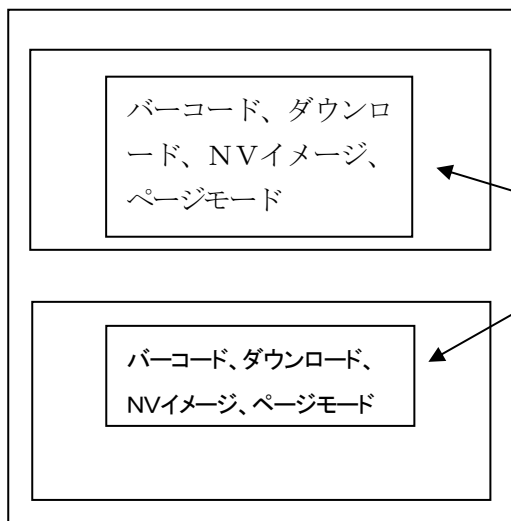 バーコード、ダウンロ
ード、ＮＶイメージ、
ページモード
バーコード、ダウンロード、
NVイメージ、ページモード